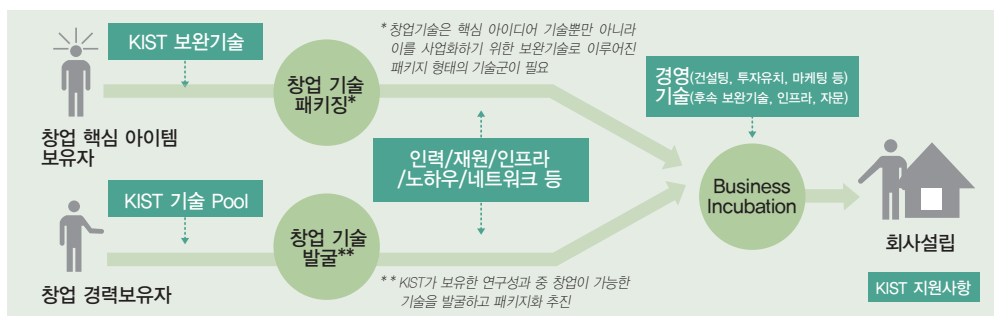 KIST 보완기술
창업 기술
패키징*
* 창업기술은 핵심 아이디어 기술뿐만 아니라
이를 사업화하기 위한 보완기술로 이루어진
패키지 형태의 기술군이 필요
창업 핵심 아이템
보유자
인력/재원/인프라
/노하우/네트워크 등
경영(건설팅, 투자유치, 마케팅 등)
기술(후속 보완기술, 인프라, 자문)
KIST 기술 Pool
창업 기술
발굴**
창업 경력보유자
* * KIST가 보유한 연구성과 중 창업이 가능한
기술을 발굴하고 패키지화 추진
Business
Incubation
회사설립
KIST 지원사항